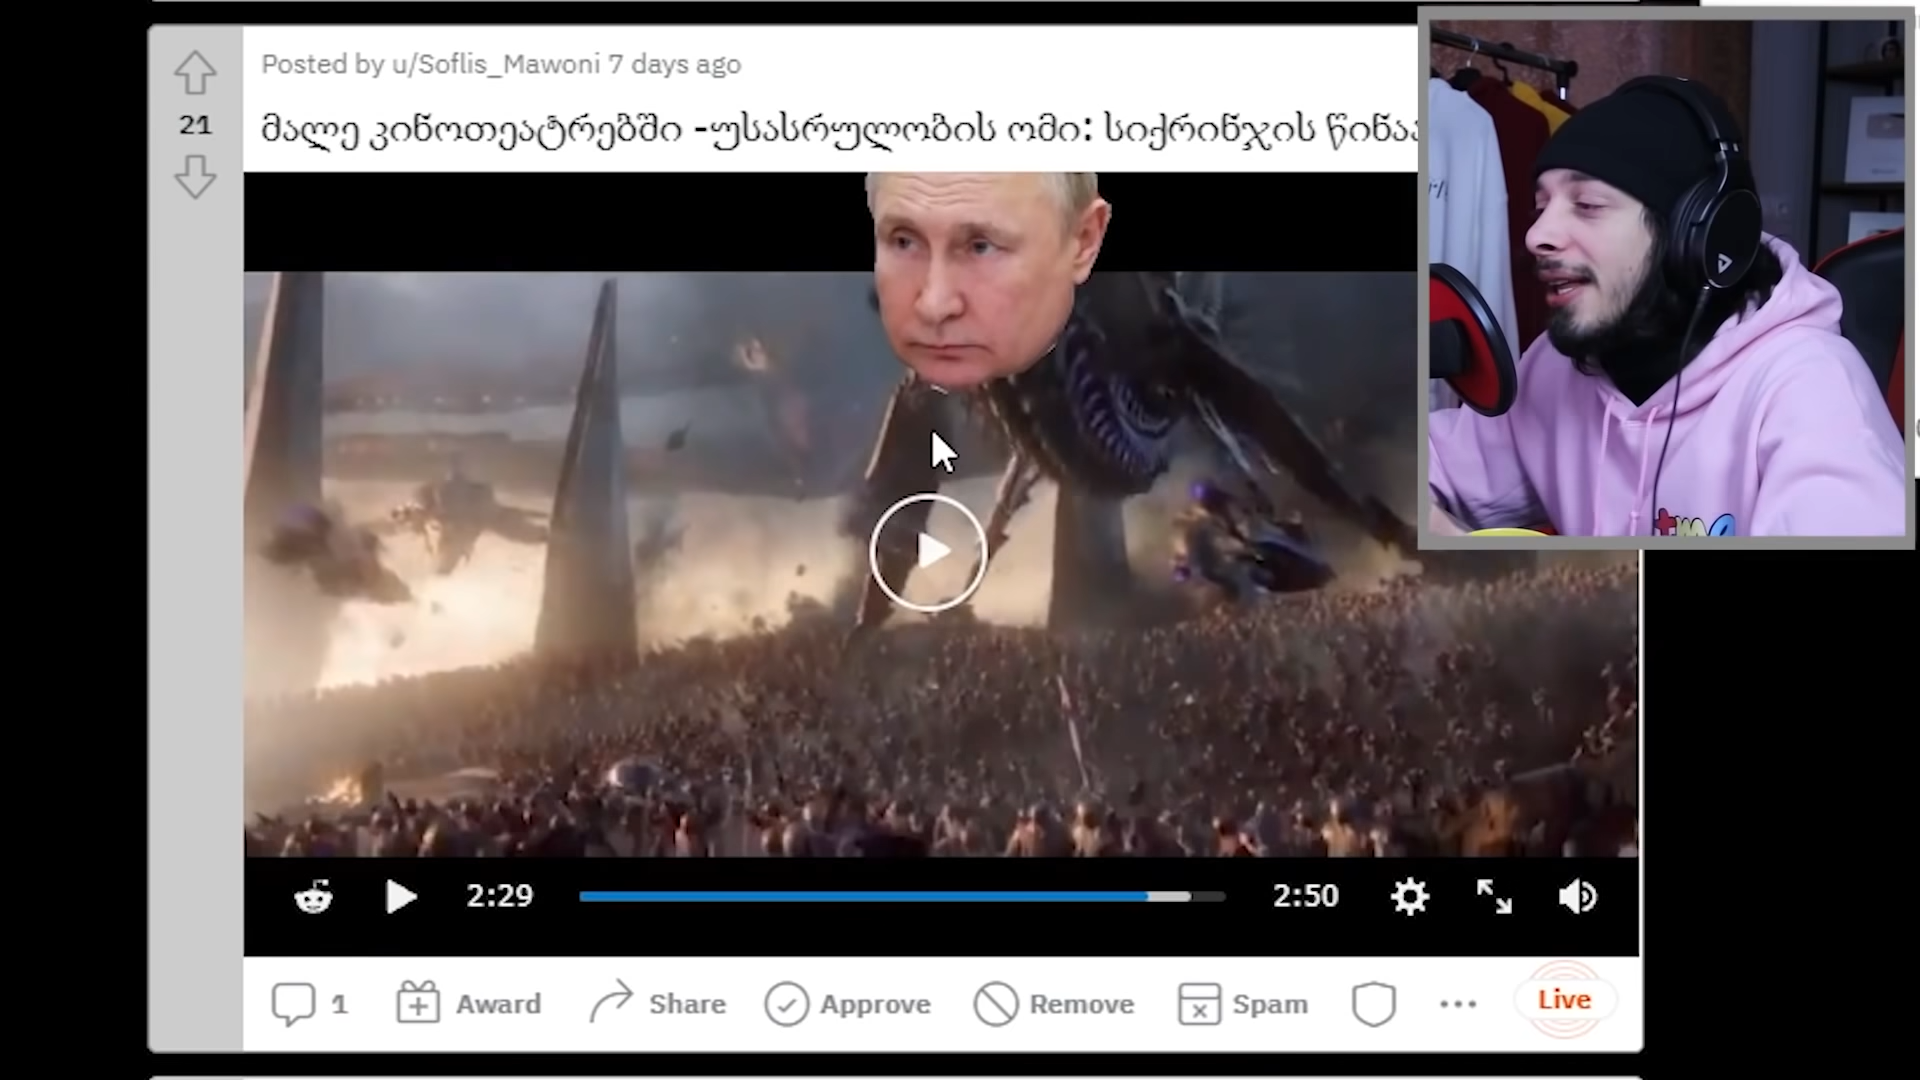 Posted by u/Soflis_Mawoni 7 days ago
21
მალე კინოთეატრებში -უსასრულობის ომი: სიქრინჯის
2:29
2:50
1 Award Share Approve Remove Spam ... Live